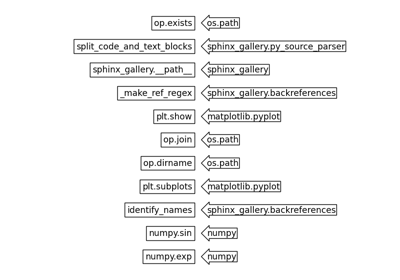 op.exists os.path
split_code_and_text_blocks sphinx_gallery.py_source_parser
sphinx_gallery.__path__ sphinx_gallery
_make_ref_regex sphinx_gallery.backreferences
plt.show matplotlib.pyplot
op.join os.path
op.dirname os.path
plt.subplots matplotlib.pyplot
identify_names sphinx_gallery.backreferences
numpy.sin numpy
numpy.exp numpy